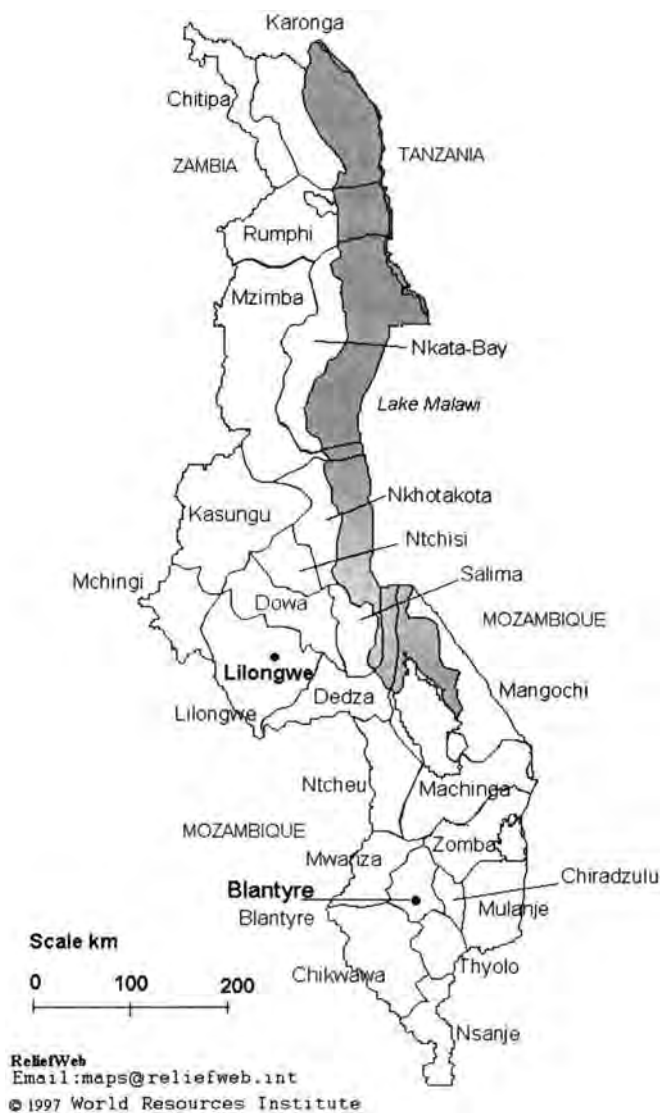 Karonga
Chitipa
TANZANIA
ZAMBIA
Rumphi
Mzimba
Nkata-Bay
Lake Malawi
Nkhotakota
Kasungu
Ntchisi
Mchingi
Salima
Dowa
MOZAMBIQUE
Lilongwe
Mangochi
Dedza
Lilongwe
Ntcheu
Machinga
MOZAMBIQUE
Zomba
Mwanza
Chiradzulu
Blantyre
Mulanje
Blantyre
Scale km
Thyolo
0 100 200
Chikwawa
Nsanje
ReliefWeb
Email:maps@reliefweb.int
© 1997 World Resources Institute